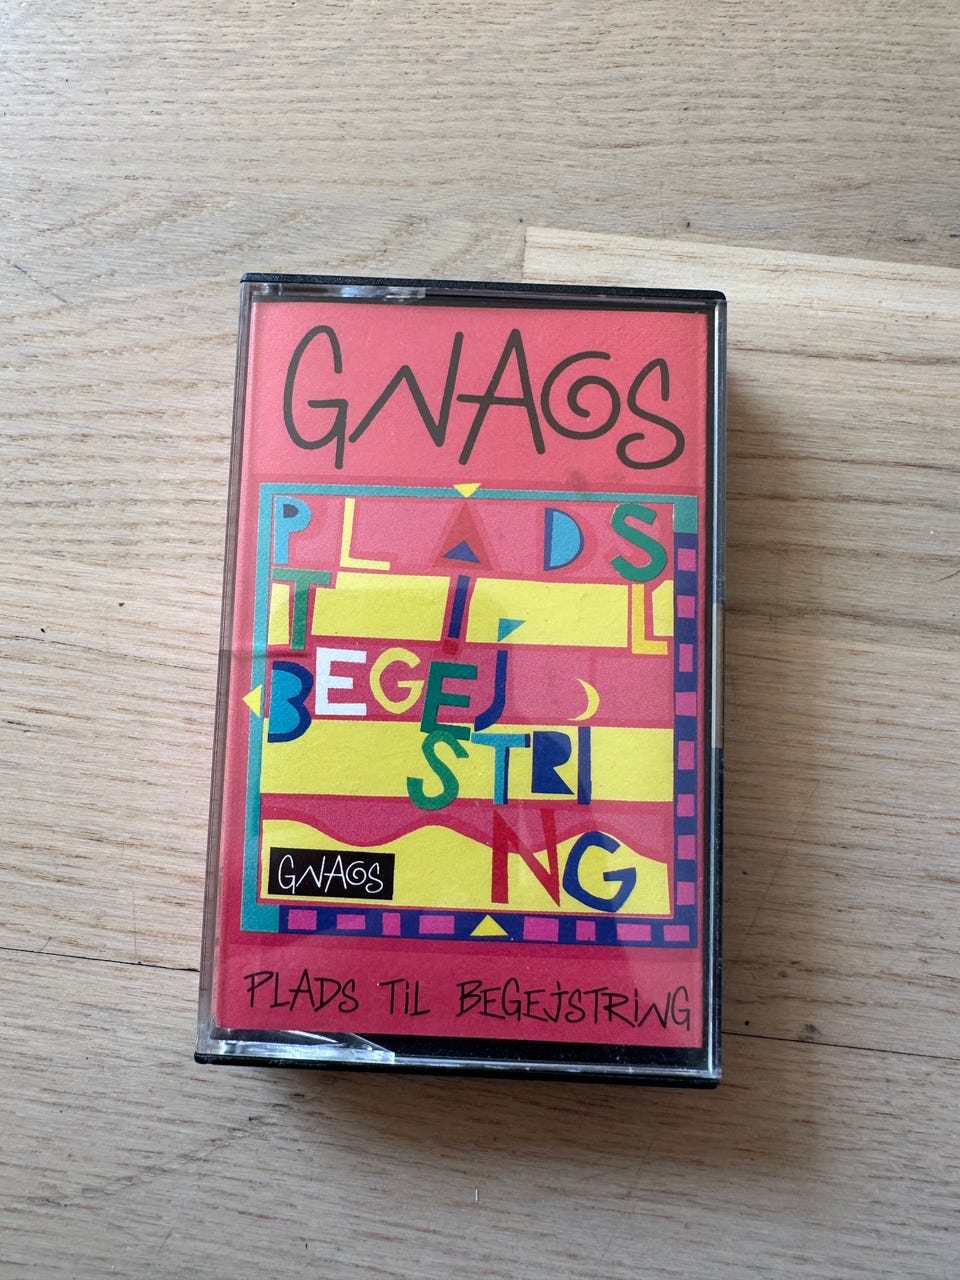 GNAGS
PLADS
TIL
BEGEJ
STRI
NG
GNAGS
PLADS TiL BEGEJSTRiNG